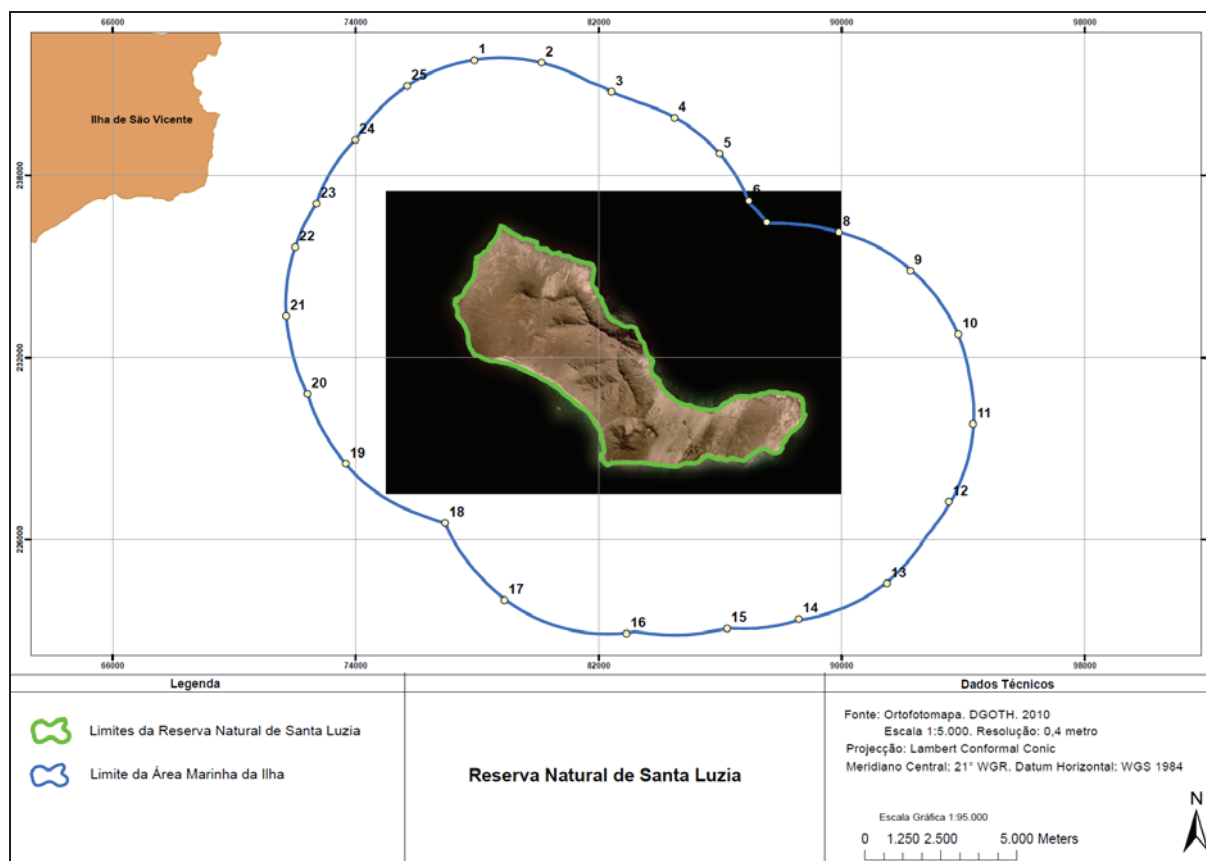 66000 74000 82000 90000 98000
1
2
25
3
4
Ilha de São Vicente
24
5
238000 238000
23
6
8
22
9
21
10
232000 232000
20
11
19
12
18
226000 226000
13
17
14
15
16
66000 74000 82000 90000 98000
Legenda
Limites da Reserva Natural de Santa Luzia
Limite da Área Marinha da Ilha
Reserva Natural de Santa Luzia
Dados Técnicos
Fonte: Ortofotomapa. DGOTH. 2010
Escala 1:5.000. Resolução: 0,4 metro
Projecção: Lambert Conformal Conic
Meridiano Central: 21° WGR. Datum Horizontal: WGS 1984
Escala Gráfica 1:95.000
0 1.250 2.500 5.000 Meters
N